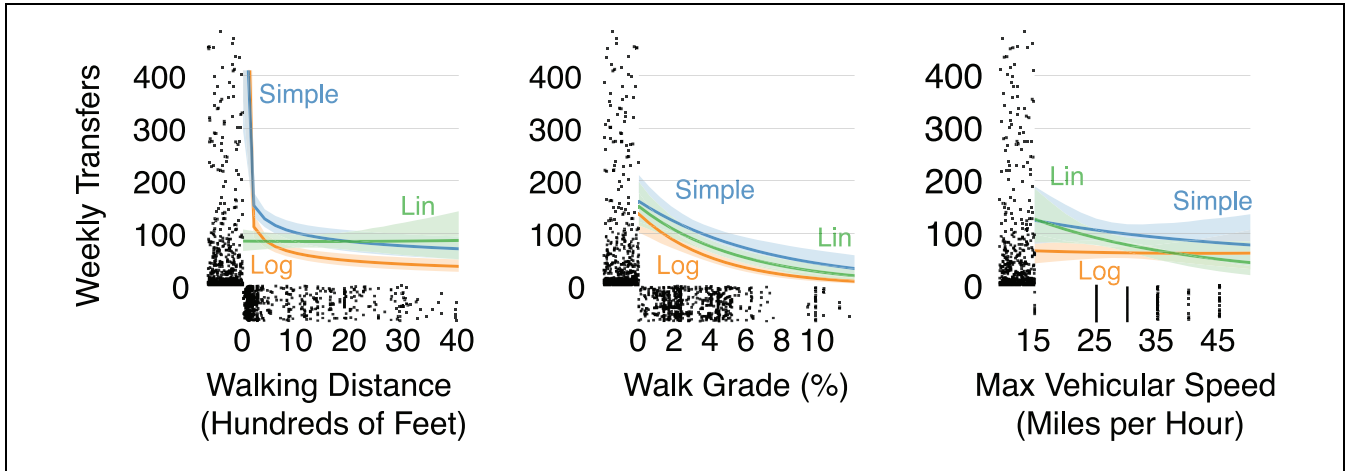 Weekly Transfers
400
300
200
100
0
Simple
Lin
Log
0 10 20 30 40
Walking Distance
(Hundreds of Feet)
400
300
200
100
0
Simple
Lin
Log
0 2 4 6 8 10
Walk Grade (%)
400
300
200
100
0
Lin
Simple
Log
15 25 35 45
Max Vehicular Speed
(Miles per Hour)